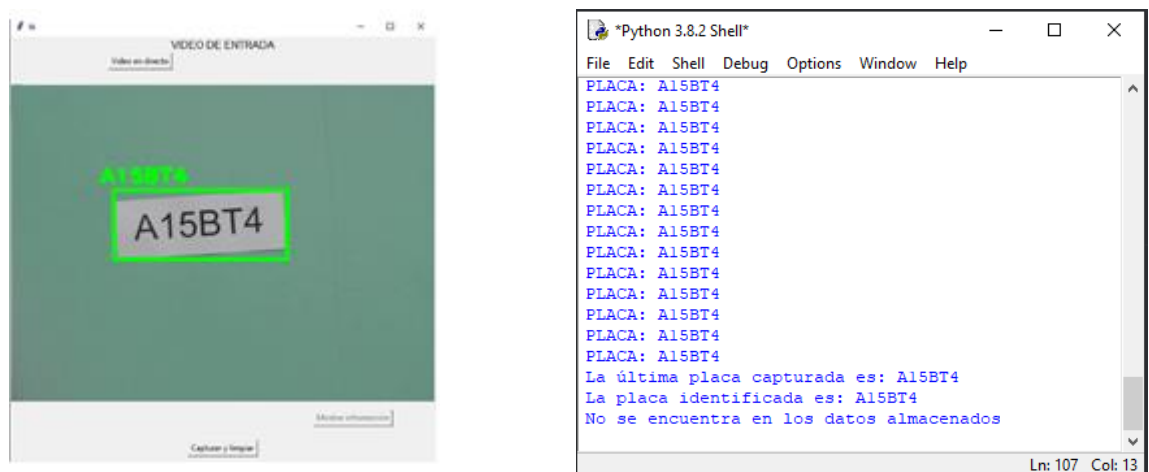 VIDEO DE ENTRADA
Video en directo
A15BT4
A15BT4
Mostrar información
Capturar y limpiar
*Python 3.8.2 Shell*
File Edit Shell Debug Options Window Help
PLACA: A15BT4
PLACA: A15BT4
PLACA: A15BT4
PLACA: A15BT4
PLACA: A15BT4
PLACA: A15BT4
PLACA: A15BT4
PLACA: A15BT4
PLACA: A15BT4
PLACA: A15BT4
PLACA: A15BT4
PLACA: A15BT4
PLACA: A15BT4
PLACA: A15BT4
La última placa capturada es: A15BT4
La placa identificada es: A15BT4
No se encuentra en los datos almacenados
Ln: 107 Col: 13